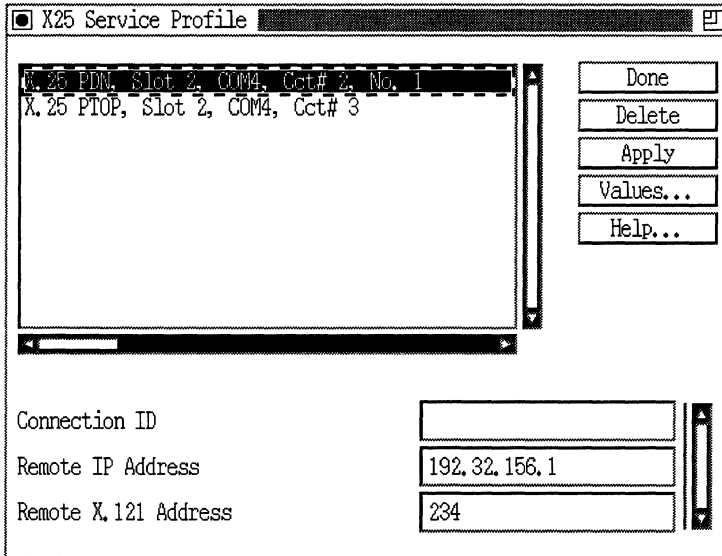 X25 Service Profile
X.25 PDN, Slot 2, COM4, Cct# 2, No. 1
X.25 PTOP, Slot 2, COM4, Cct# 3
Done
Delete
Apply
Values...
Help...
Connection ID
Remote IP Address
192.32.156.1
Remote X.121 Address
234